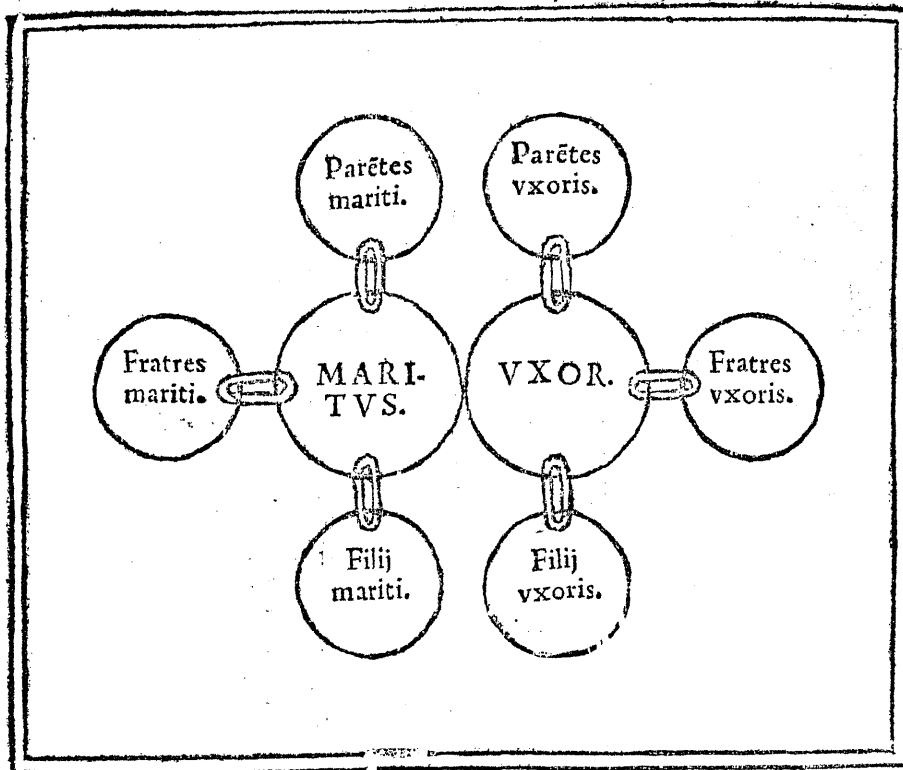 Parētes
mariti.
Parētes
vxoris.
Fratres
mariti.
MARI-
TVS.
VXOR.
Fratres
vxoris.
Filij
mariti.
Filij
vxoris.